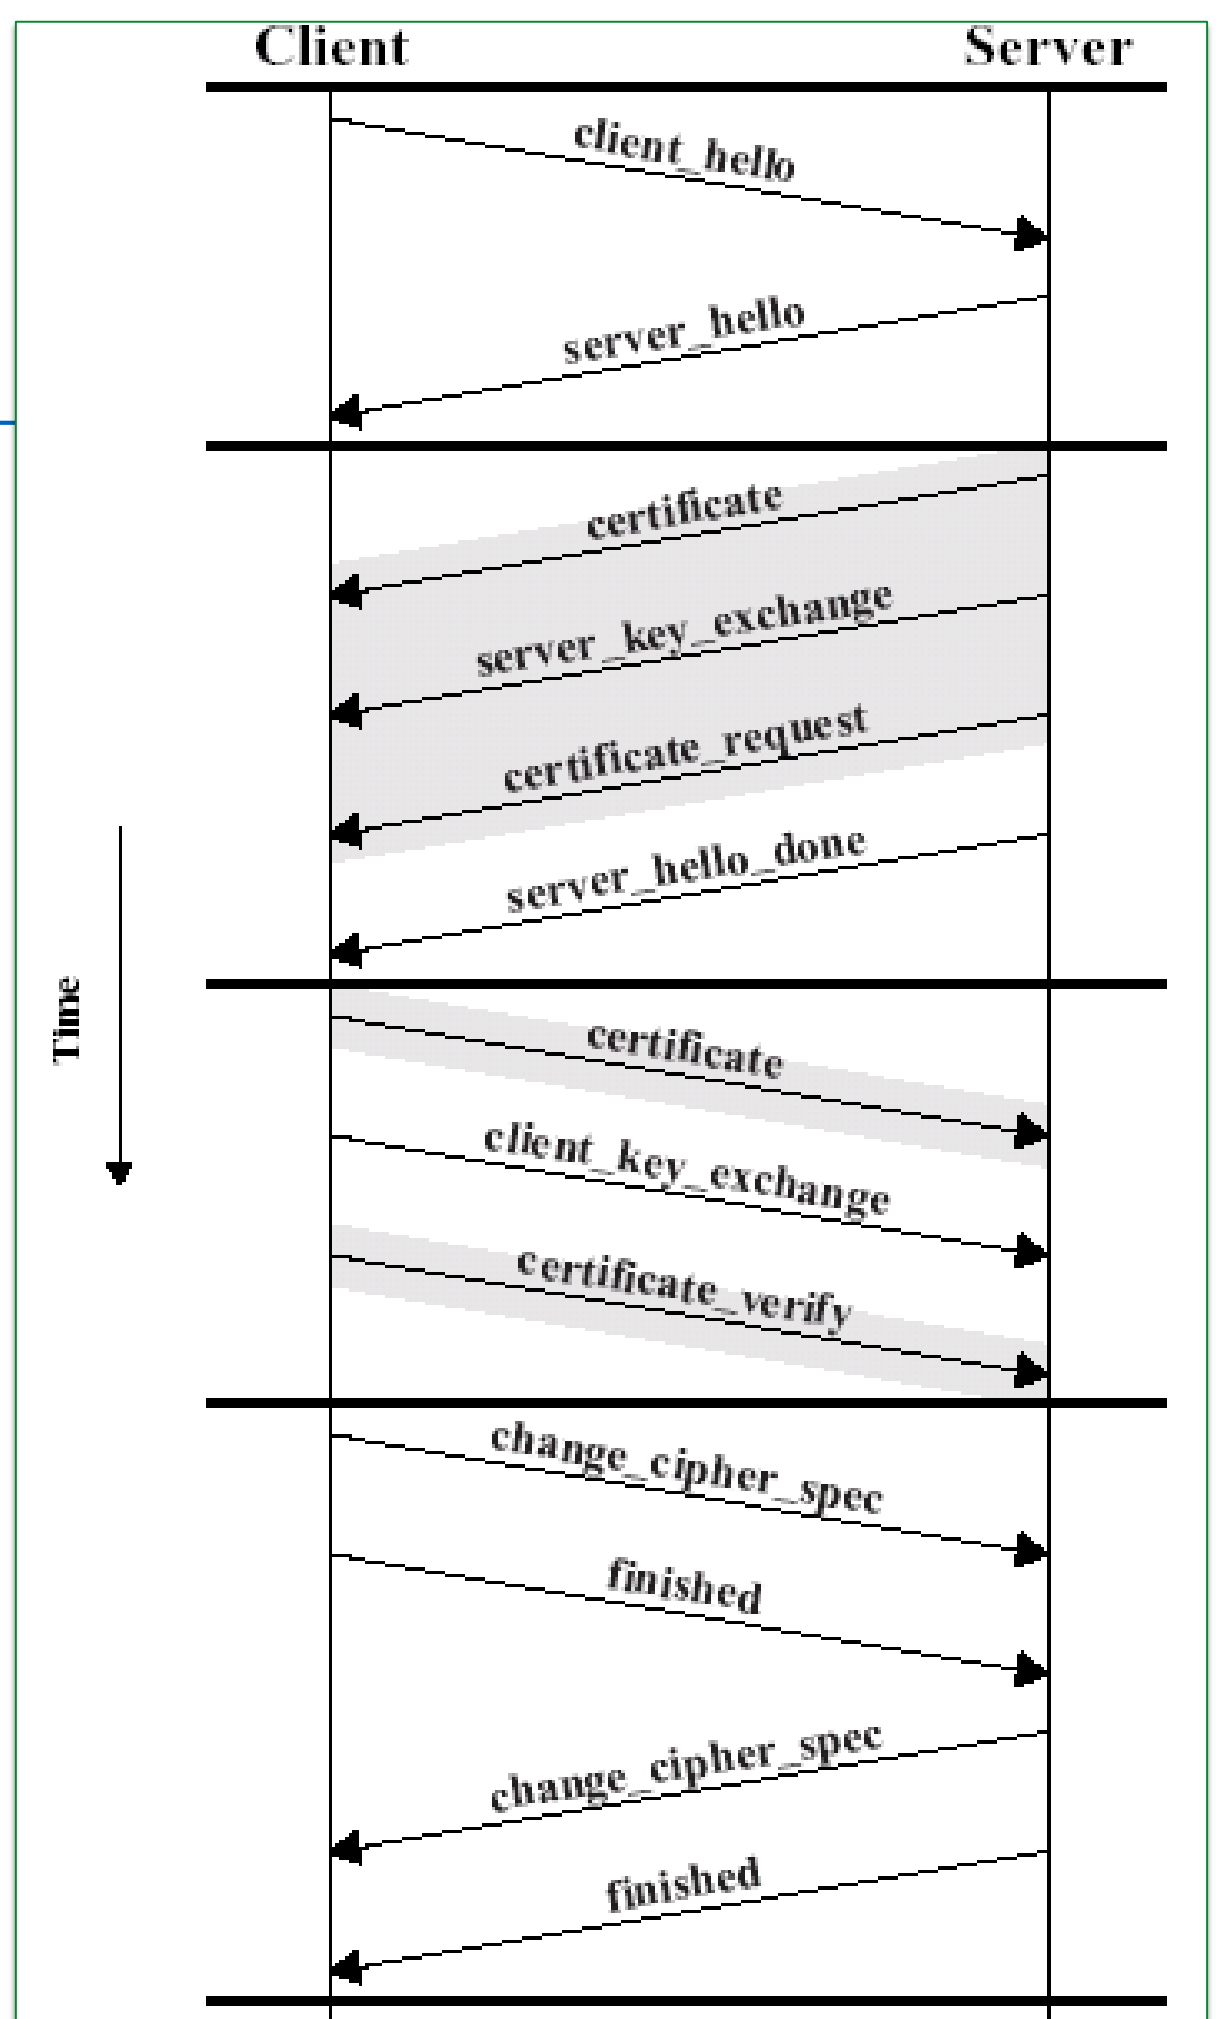 Client
Server
client_hello
server_hello
certificate
server_key_exchange
certificate_request
server_hello_done
Time
certificate
client_key_exchange
certificate_verify
change_cipher_spec
finished
change_cipher_spec
finished